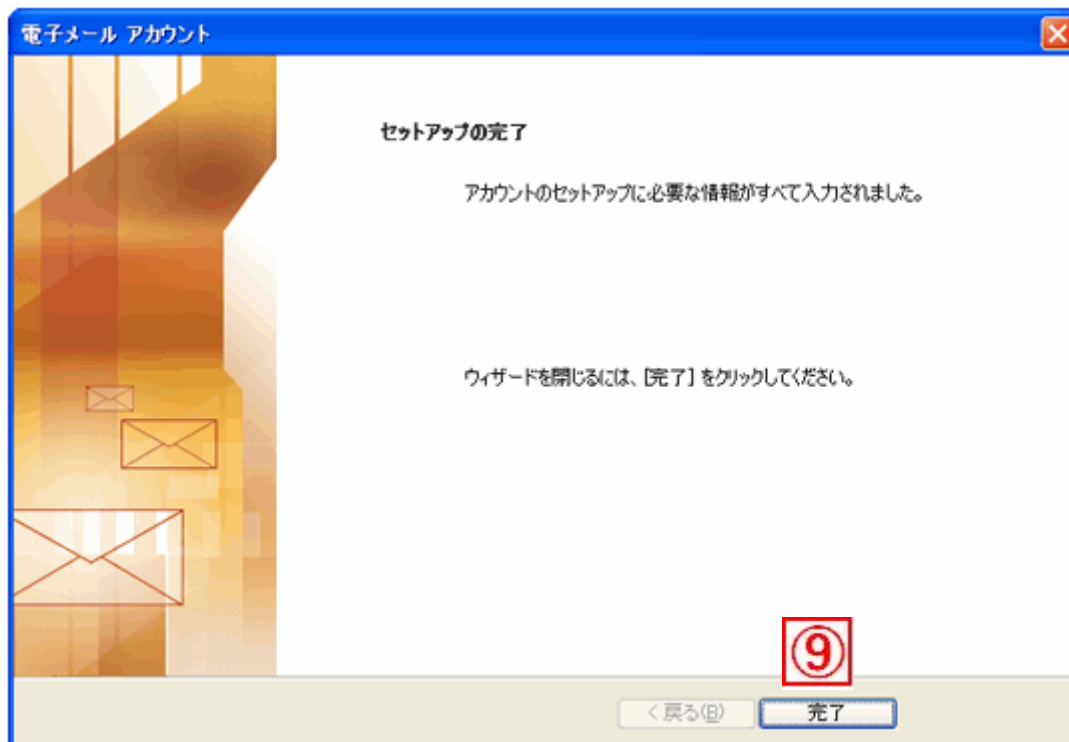 電子メール アカウント
セットアップの完了
アカウントのセットアップに必要な情報がすべて入力されました。
ウィザードを閉じるには、[完了] をクリックしてください。
⑨
< 戻る(B)
完了